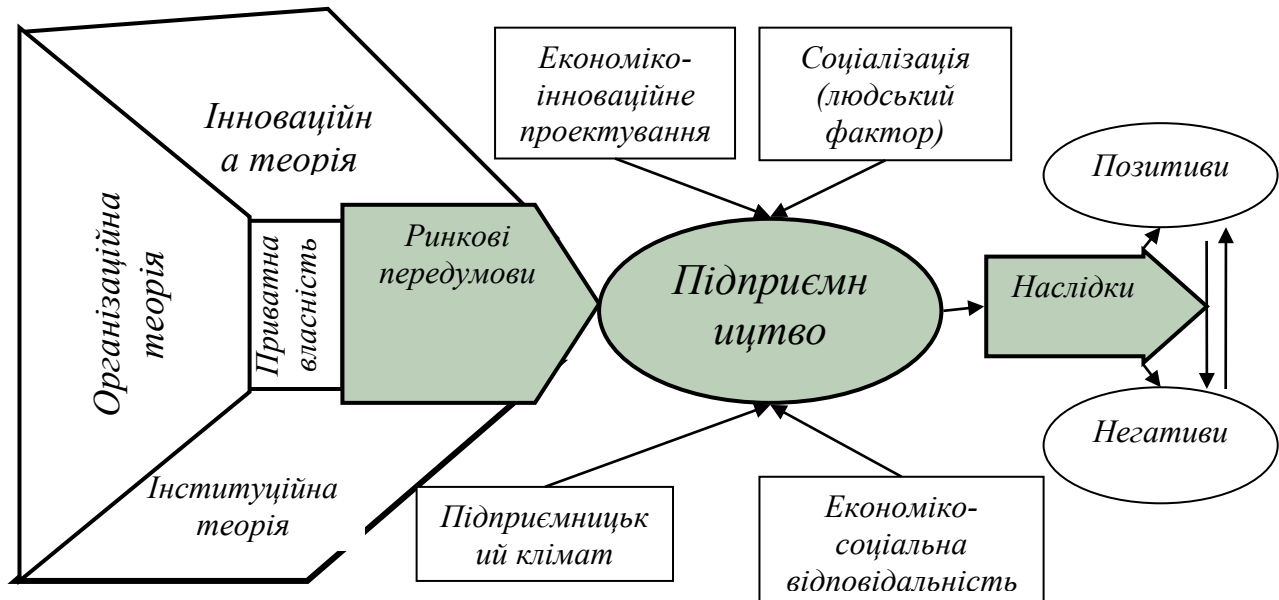 Організаційна
теорія
Інноваційн
а теорія
Інституційна
теорія
Приватна
власність
Ринкові
передумови
Економіко-
інноваційне
проектування
Соціалізація
(людський
фактор)
Підприємн
ицтво
Підприємницьк
ий клімат
Економіко-
соціальна
відповідальність
Наслідки
Позитиви
Негативи